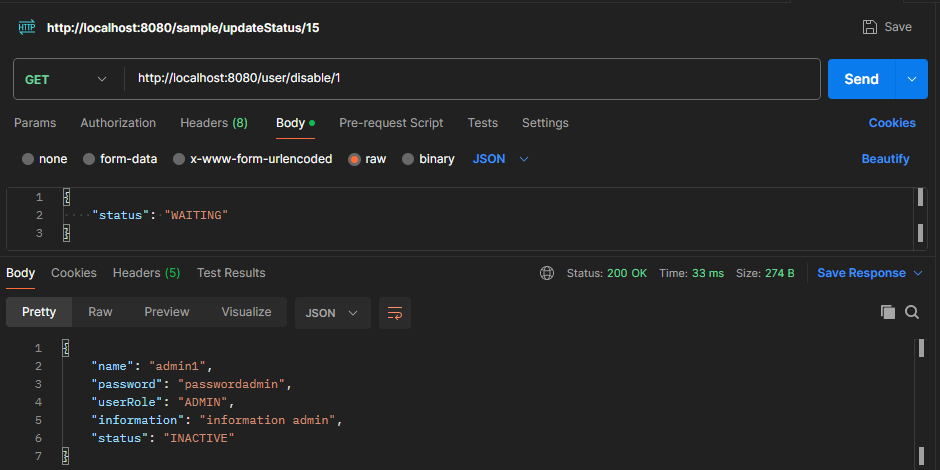 HTTP http://localhost:8080/sample/updateStatus/15 Save
GET http://localhost:8080/user/disable/1 Send
Params Authorization Headers (8) Body Pre-request Script Tests Settings Cookies
none form-data x-www-form-urlencoded raw binary JSON Beautify
1 {
2 "status": "WAITING"
3 }
Body Cookies Headers (5) Test Results Status: 200 OK Time: 33 ms Size: 274 B Save Response
Pretty Raw Preview Visualize JSON
1 {
2 "name": "admin1",
3 "password": "passwordadmin",
4 "userRole": "ADMIN",
5 "information": "information admin",
6 "status": "INACTIVE"
7 }